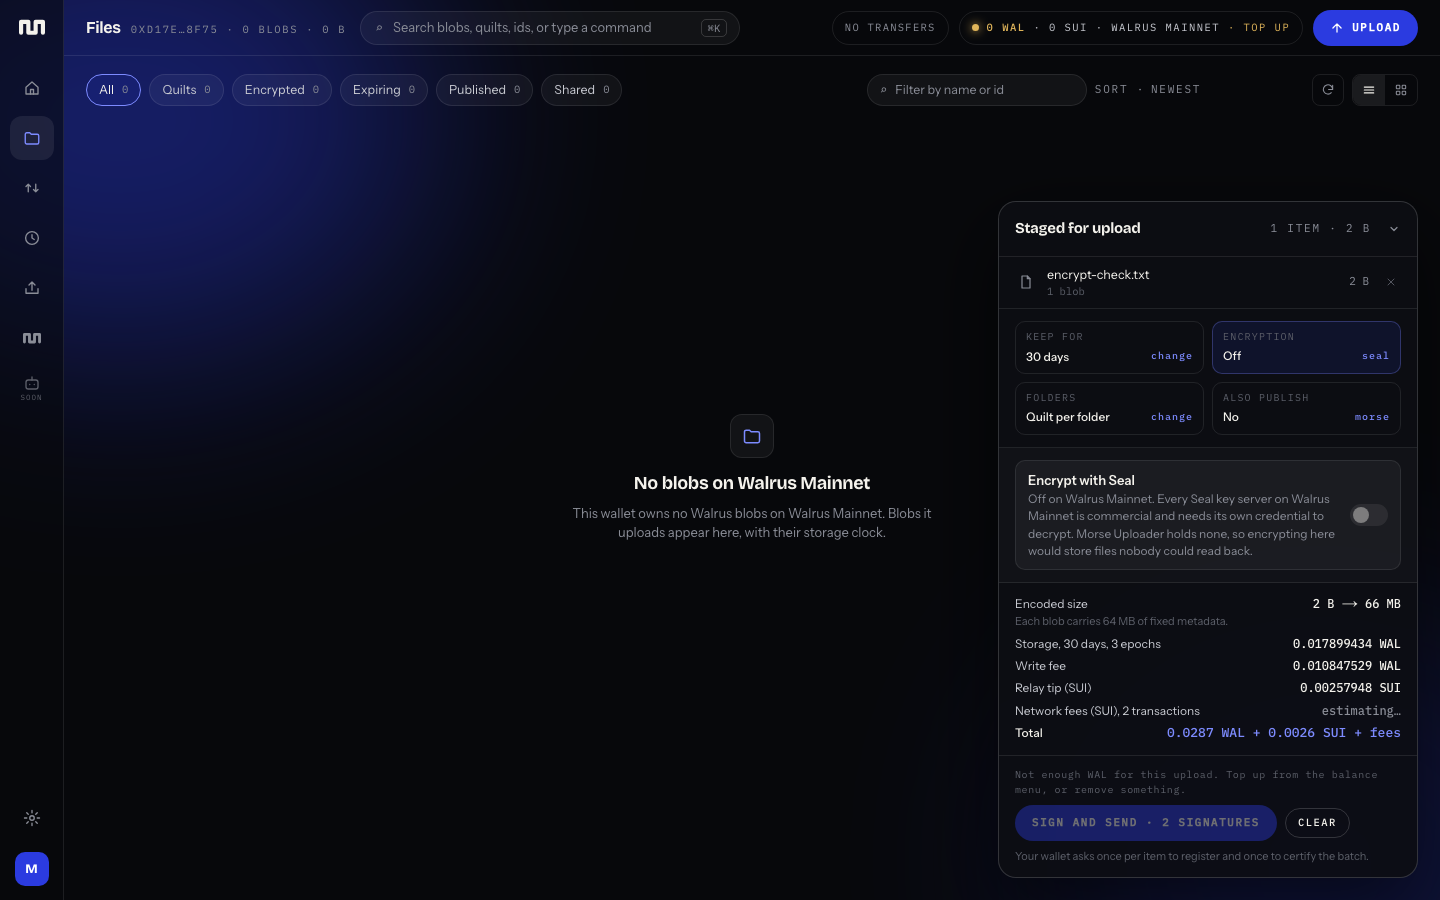 Files 0XD17E…8F75 · 0 BLOBS · 0 B
Search blobs, quilts, ids, or type a command ⌘K
NO TRANSFERS
0 WAL · 0 SUI · WALRUS MAINNET · TOP UP
UPLOAD
All 0
Quilts 0
Encrypted 0
Expiring 0
Published 0
Shared 0
Filter by name or id
SORT · NEWEST
SOON
M
No blobs on Walrus Mainnet
This wallet owns no Walrus blobs on Walrus Mainnet. Blobs it
uploads appear here, with their storage clock.
Staged for upload 1 ITEM · 2 B
encrypt-check.txt 2 B
1 blob
KEEP FOR
30 days change
ENCRYPTION
Off seal
FOLDERS
Quilt per folder change
ALSO PUBLISH
No morse
Encrypt with Seal
Off on Walrus Mainnet. Every Seal key server on Walrus
Mainnet is commercial and needs its own credential to
decrypt. Morse Uploader holds none, so encrypting here
would store files nobody could read back.
Encoded size 2 B → 66 MB
Each blob carries 64 MB of fixed metadata.
Storage, 30 days, 3 epochs 0.017899434 WAL
Write fee 0.010847529 WAL
Relay tip (SUI) 0.00257948 SUI
Network fees (SUI), 2 transactions estimating…
Total 0.0287 WAL + 0.0026 SUI + fees
Not enough WAL for this upload. Top up from the balance
menu, or remove something.
SIGN AND SEND · 2 SIGNATURES
CLEAR
Your wallet asks once per item to register and once to certify the batch.